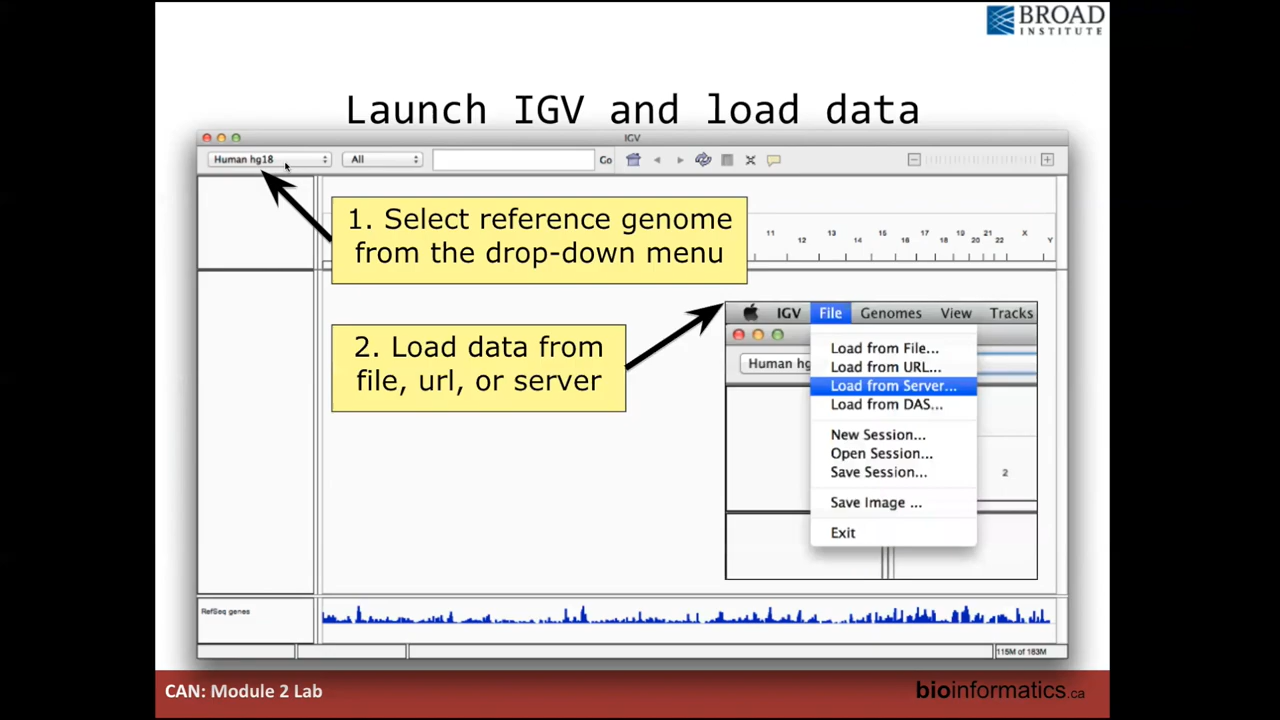 BROAD
INSTITUTE
Launch IGV and load data
IGV
Human hg18
All
Go
1. Select reference genome
from the drop-down menu
11
12
13
14
15
16
17
18
19
20
21
22
X
Y
2. Load data from
file, url, or server
IGV File Genomes View Tracks
Human hg
Load from File...
Load from URL...
Load from Server...
Load from DAS...
New Session...
Open Session...
Save Session...
2
Save Image ...
Exit
RefSeq genes
115M of 183M
CAN: Module 2 Lab
bioinformatics.ca